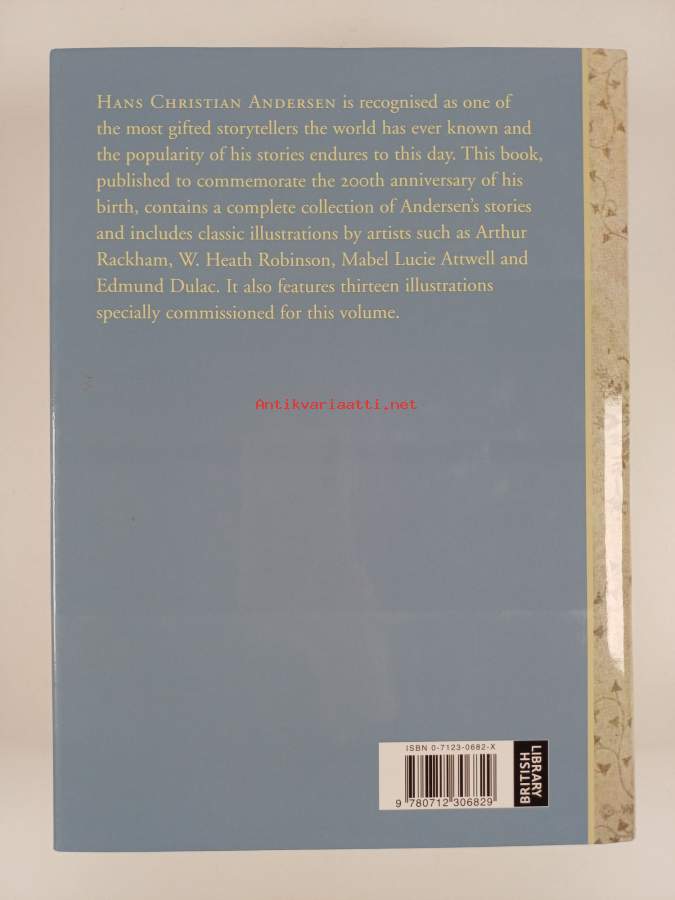 HANS CHRISTIAN ANDERSEN is recognised as one of
the most gifted storytellers the world has ever known and
the popularity of his stories endures to this day. This book,
published to commemorate the 200th anniversary of his
birth, contains a complete collection of Andersen's stories
and includes classic illustrations by artists such as Arthur
Rackham, W. Heath Robinson, Mabel Lucie Attwell and
Edmund Dulac. It also features thirteen illustrations
specially commissioned for this volume.
Antikvariaatti.net
ISBN 0-7123-0682-X
9 780712 306829
BRITISH
LIBRARY